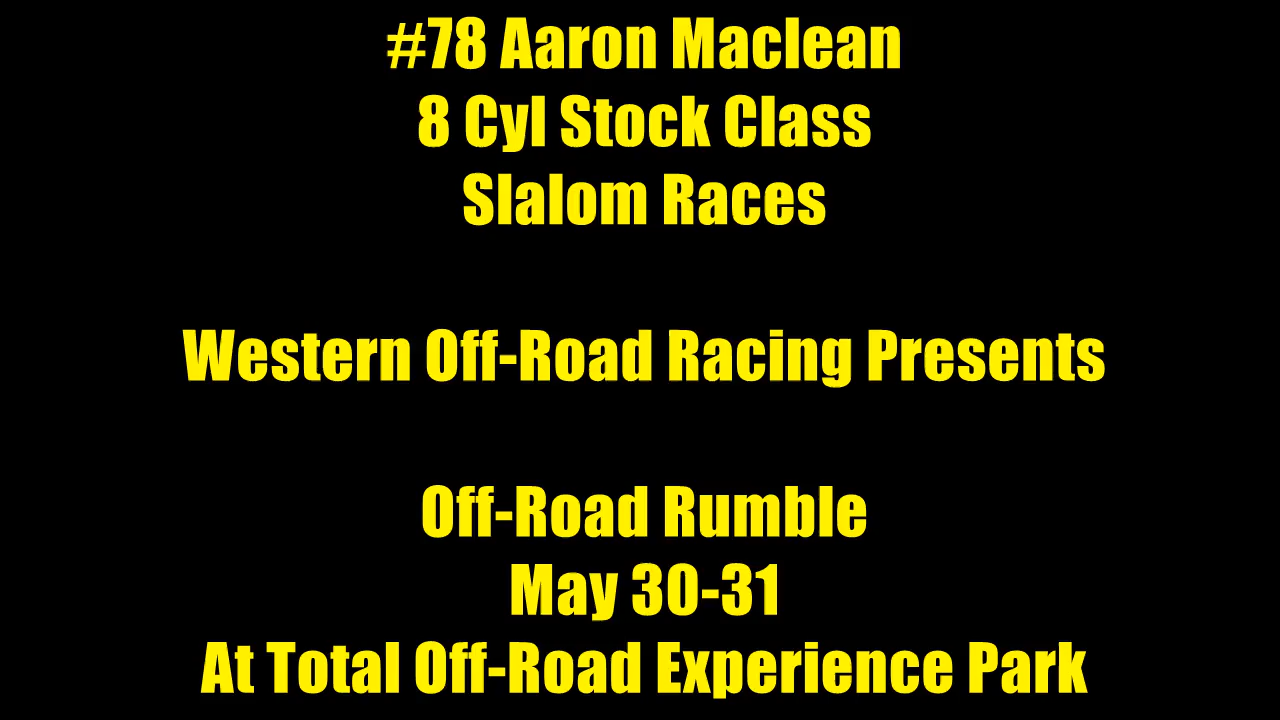 #78 Aaron Maclean
8 Cyl Stock Class
Slalom Races
Western Off-Road Racing Presents
Off-Road Rumble
May 30-31
At Total Off-Road Experience Park